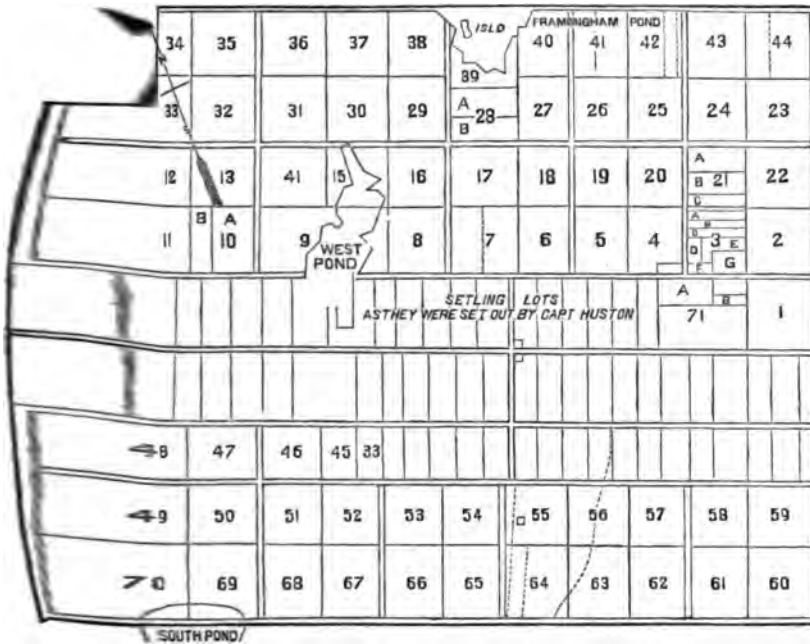 ISLD FRAMINGHAM POND
34 35 36 37 38 40 41 42 43 44
39
33 32 31 30 29 A 28 27 26 25 24 23
B
A
12 13 41 15 16 17 18 19 20 B 21 22
C
B A
A
B
D
11 10 9 8 7 6 5 4 D 3 E 2
F G
WEST
POND
SETLING LOTS
AS THEY WERE SET OUT BY CAPT HUSTON
A
B
71 1
8 47 46 45 33
9 50 51 52 53 54 55 56 57 58 59
69 68 67 66 65 64 63 62 61 60
SOUTH POND